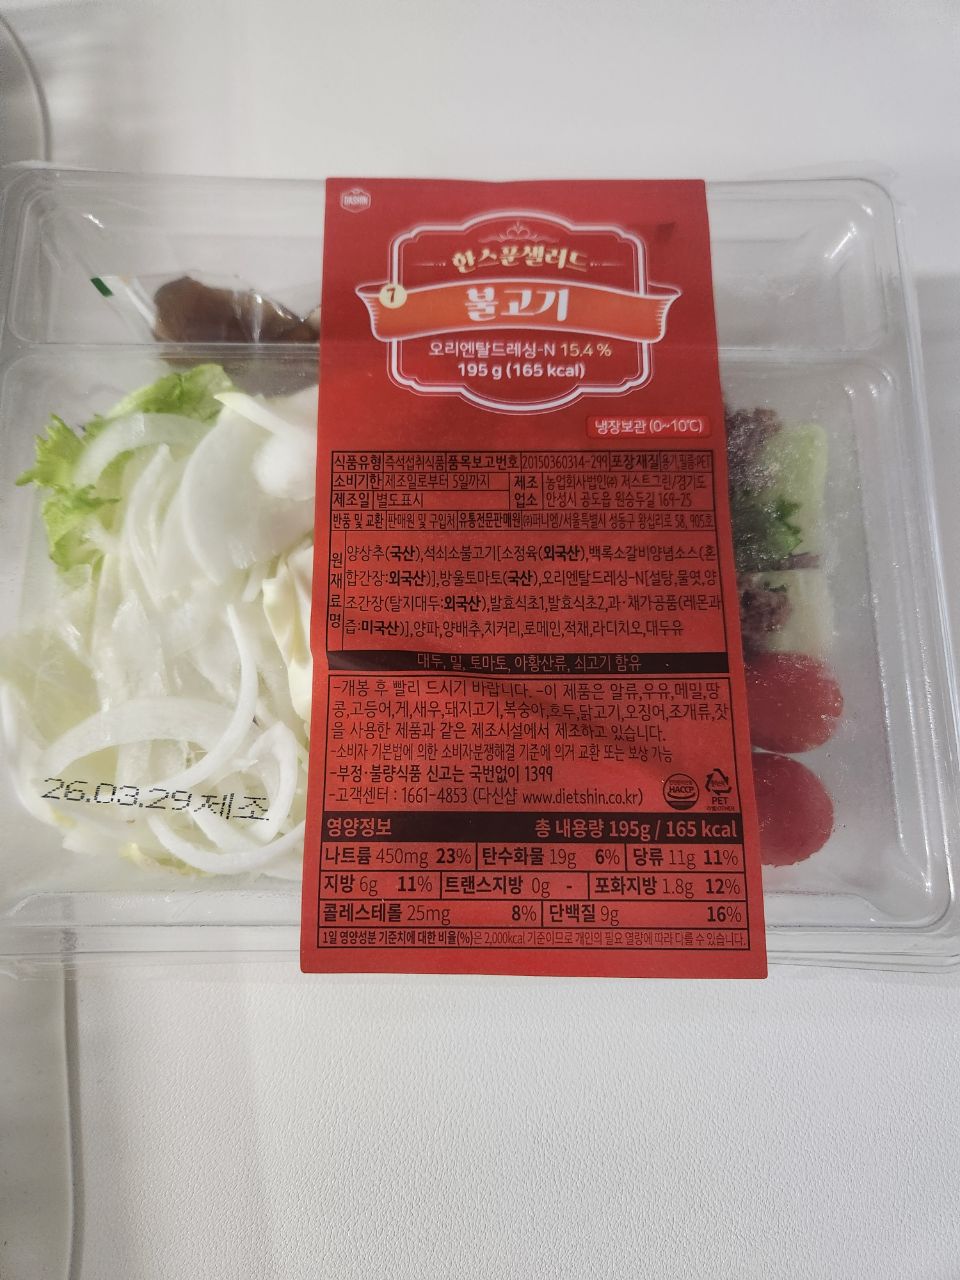 DASHIN
한스푼샐러드
7 불고기
오리엔탈드레싱-N 15.4%
195 g (165 kcal)
냉장보관 (0~10℃)
식품유형 즉석섭취식품 품목보고번호 20150360314-299 포장재질 용기,필름:PET
소비기한 제조일로부터 5일까지 제조 농업회사법인㈜ 저스트그린/경기도
제조일 별도표시 업소 안성시 공도읍 원승두길 169-25
반품 및 교환 판매원 및 구입처 유통전문판매원 ㈜퍼니엠/서울특별시 성동구 왕십리로 58, 905호
원재료명 양상추(국산),석쇠소불고기[소정육(외국산),백록소갈비양념소스(혼
합간장:외국산)],방울토마토(국산),오리엔탈드레싱-N[설탕,물엿,양
조간장(탈지대두:외국산),발효식초1,발효식초2,과·채가공품(레몬과
즙:미국산)],양파,양배추,치커리,로메인,적채,라디치오,대두유
대두, 밀, 토마토, 아황산류, 쇠고기 함유
-개봉 후 빨리 드시기 바랍니다. -이 제품은 알류,우유,메밀,땅
콩,고등어,게,새우,돼지고기,복숭아,호두,닭고기,오징어,조개류,잣
을 사용한 제품과 같은 제조시설에서 제조하고 있습니다.
-소비자 기본법에 의한 소비자분쟁해결 기준에 의거 교환 또는 보상 가능
-부정·불량식품 신고는 국번없이 1399
-고객센터 : 1661-4853 (다신샵 www.dietshin.co.kr)
HACCP
PET
26.03.29 제조
영양정보 총 내용량 195g / 165 kcal
나트륨 450mg 23% 탄수화물 19g 6% 당류 11g 11%
지방 6g 11% 트랜스지방 0g - 포화지방 1.8g 12%
콜레스테롤 25mg 8% 단백질 9g 16%
1일 영양성분 기준치에 대한 비율(%)은 2,000kcal 기준이므로 개인의 필요 열량에 따라 다를 수 있습니다.